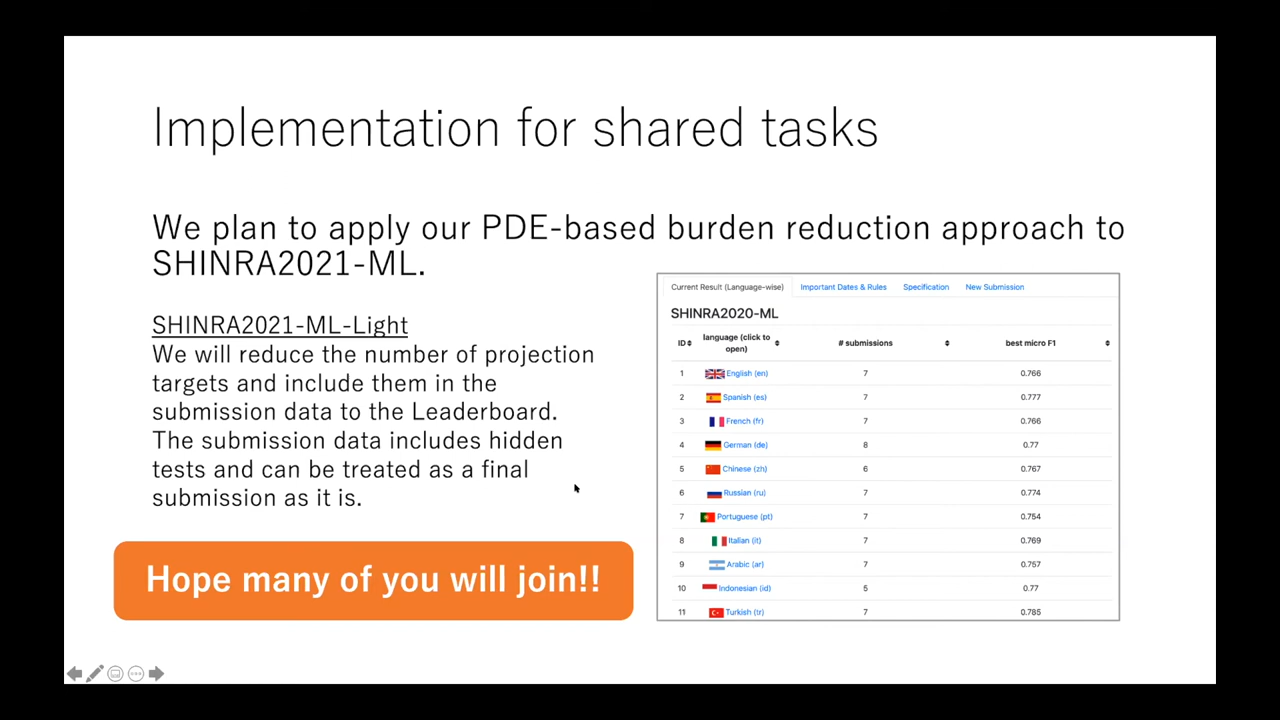 Implementation for shared tasks
We plan to apply our PDE-based burden reduction approach to
SHINRA2021-ML.
SHINRA2021-ML-Light
We will reduce the number of projection
targets and include them in the
submission data to the Leaderboard.
The submission data includes hidden
tests and can be treated as a final
submission as it is.
Hope many of you will join!!
Current Result (Language-wise) Important Dates & Rules Specification New Submission
SHINRA2020-ML
ID language (click to open) # submissions best micro F1
1 English (en) 7 0.766
2 Spanish (es) 7 0.777
3 French (fr) 7 0.766
4 German (de) 8 0.77
5 Chinese (zh) 6 0.767
6 Russian (ru) 7 0.774
7 Portuguese (pt) 7 0.754
8 Italian (it) 7 0.769
9 Arabic (ar) 7 0.757
10 Indonesian (id) 5 0.77
11 Turkish (tr) 7 0.785